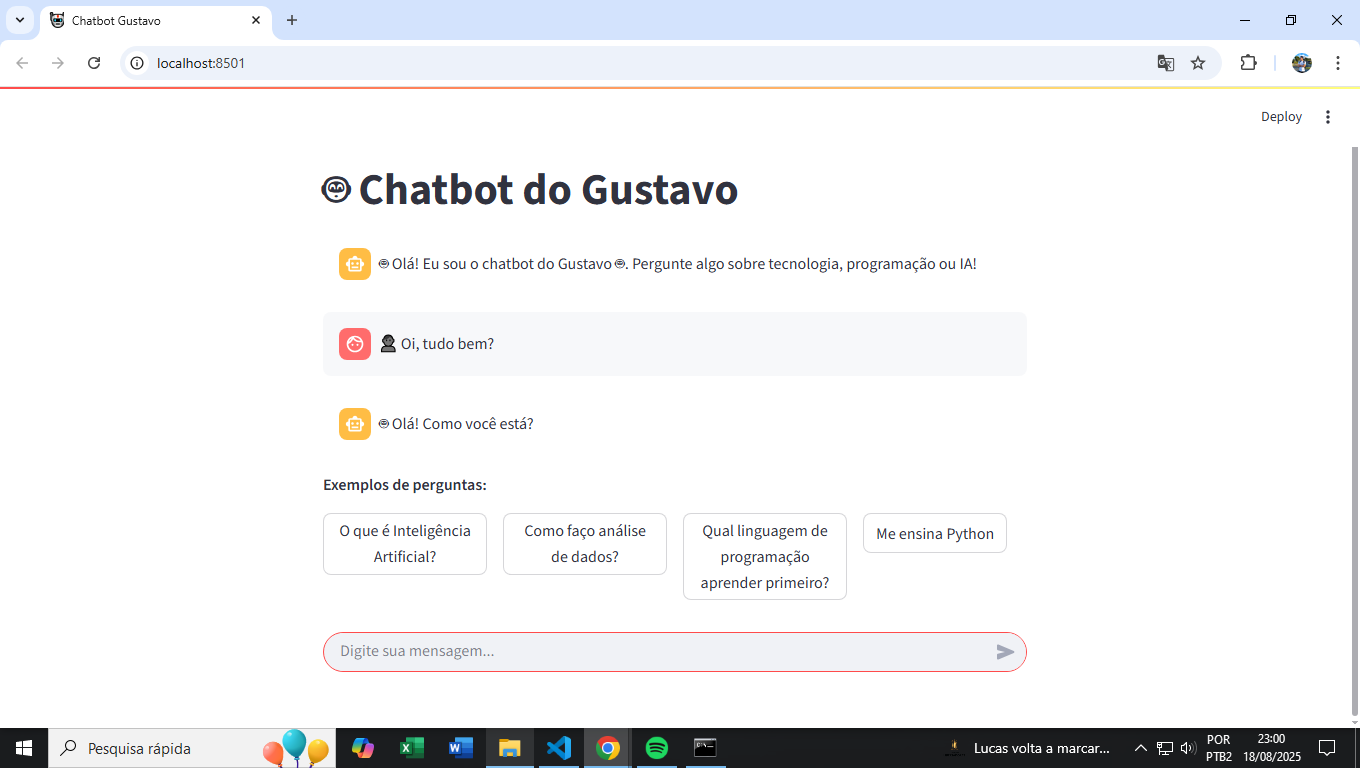 Chatbot Gustavo
localhost:8501
Deploy
Chatbot do Gustavo
Olá! Eu sou o chatbot do Gustavo. Pergunte algo sobre tecnologia, programação ou IA!
Oi, tudo bem?
Olá! Como você está?
Exemplos de perguntas:
O que é Inteligência
Artificial?
Como faço análise
de dados?
Qual linguagem de
programação
aprender primeiro?
Me ensina Python
Digite sua mensagem...
Pesquisa rápida
Lucas volta a marcar...
POR
PTB2
23:00
18/08/2025